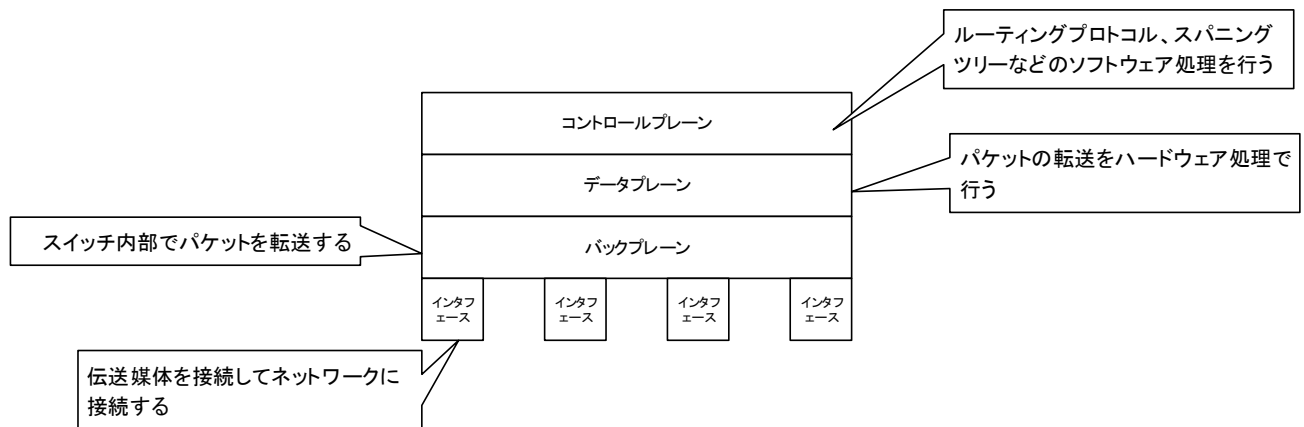 ルーティングプロトコル、スパニング
ツリーなどのソフトウェア処理を行う
コントロールプレーン
パケットの転送をハードウェア処理で
行う
データプレーン
スイッチ内部でパケットを転送する
バックプレーン
インタフ
ェース
インタフ
ェース
インタフ
ェース
インタフ
ェース
伝送媒体を接続してネットワークに
接続する